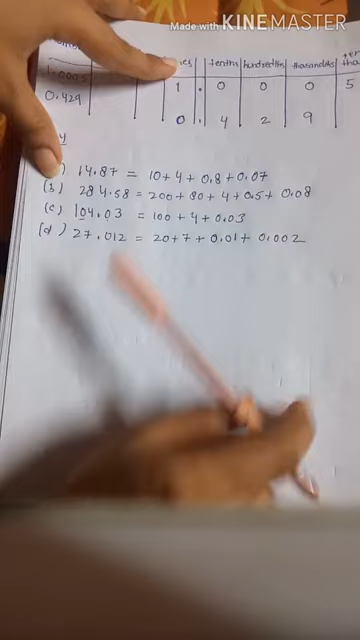 Made with KINEMASTER
tenths hundredths thousandths
1.0005 1 . 0 0 0 5
0.429 0 . 4 2 9
14.87 = 10+4+0.8+0.07
(b) 284.58 = 200+80+4+0.5+0.08
(c) 104.03 = 100+4+0.03
(d) 27.012 = 20+7+0.01+0.002